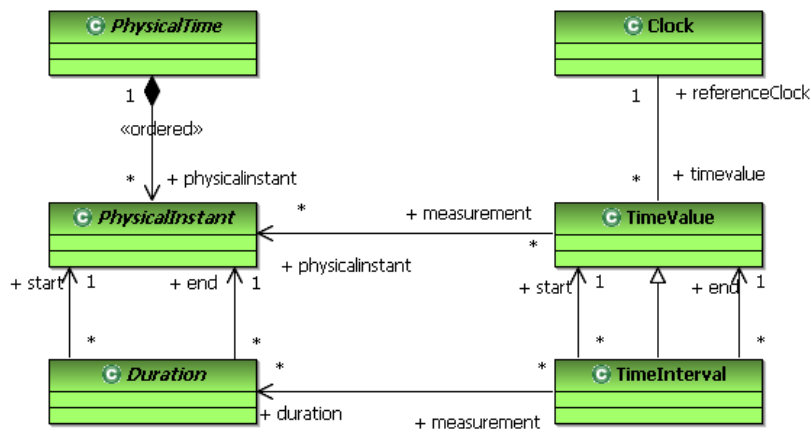 C PhysicalTime
C Clock
1
1
+ referenceClock
«ordered»
*
+ physicalinstant
*
+ timevalue
C PhysicalInstant
*
+ measurement
C TimeValue
*
+ start
1
+ end
1
+ physicalinstant
+ start
1
+ end
1
*
*
*
*
*
*
C Duration
C TimeInterval
+ duration
+ measurement